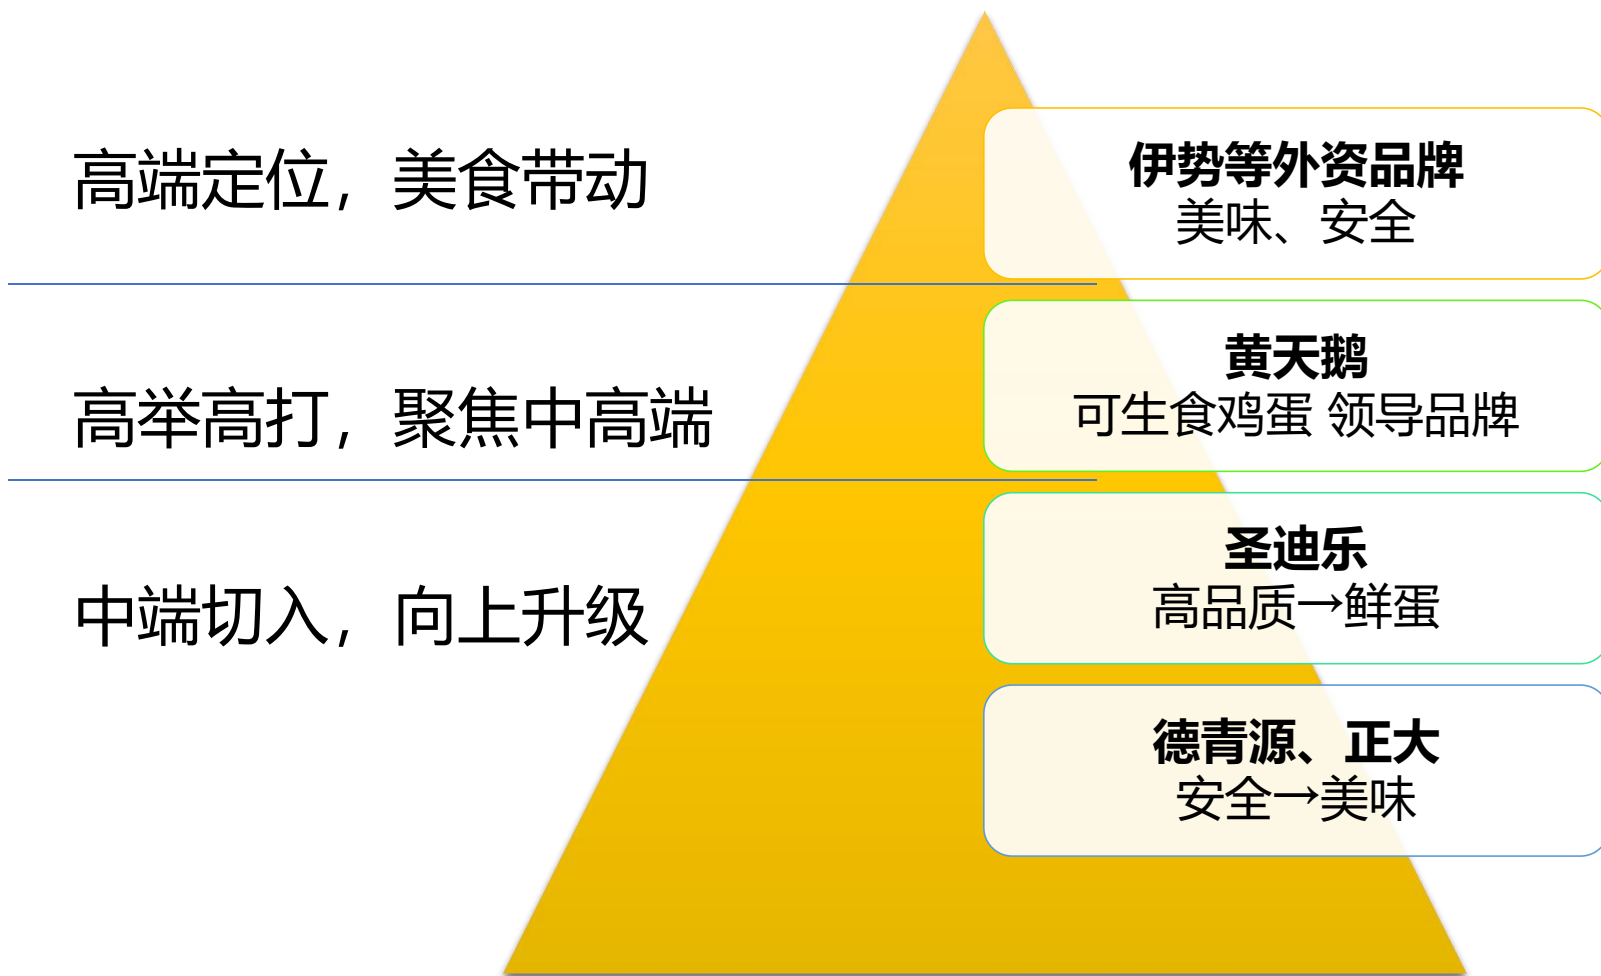 高端定位，美食带动
伊势等外资品牌
美味、安全
高举高打，聚焦中高端
黄天鹅
可生食鸡蛋 领导品牌
中端切入，向上升级
圣迪乐
高品质→鲜蛋
德青源、正大
安全→美味